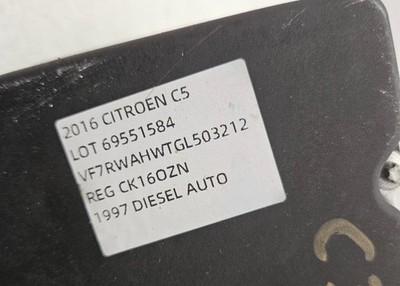 2016 CITROEN C5
LOT 69551584
VF7RWAHWTGL503212
REG CK16OZN
1997 DIESEL AUTO